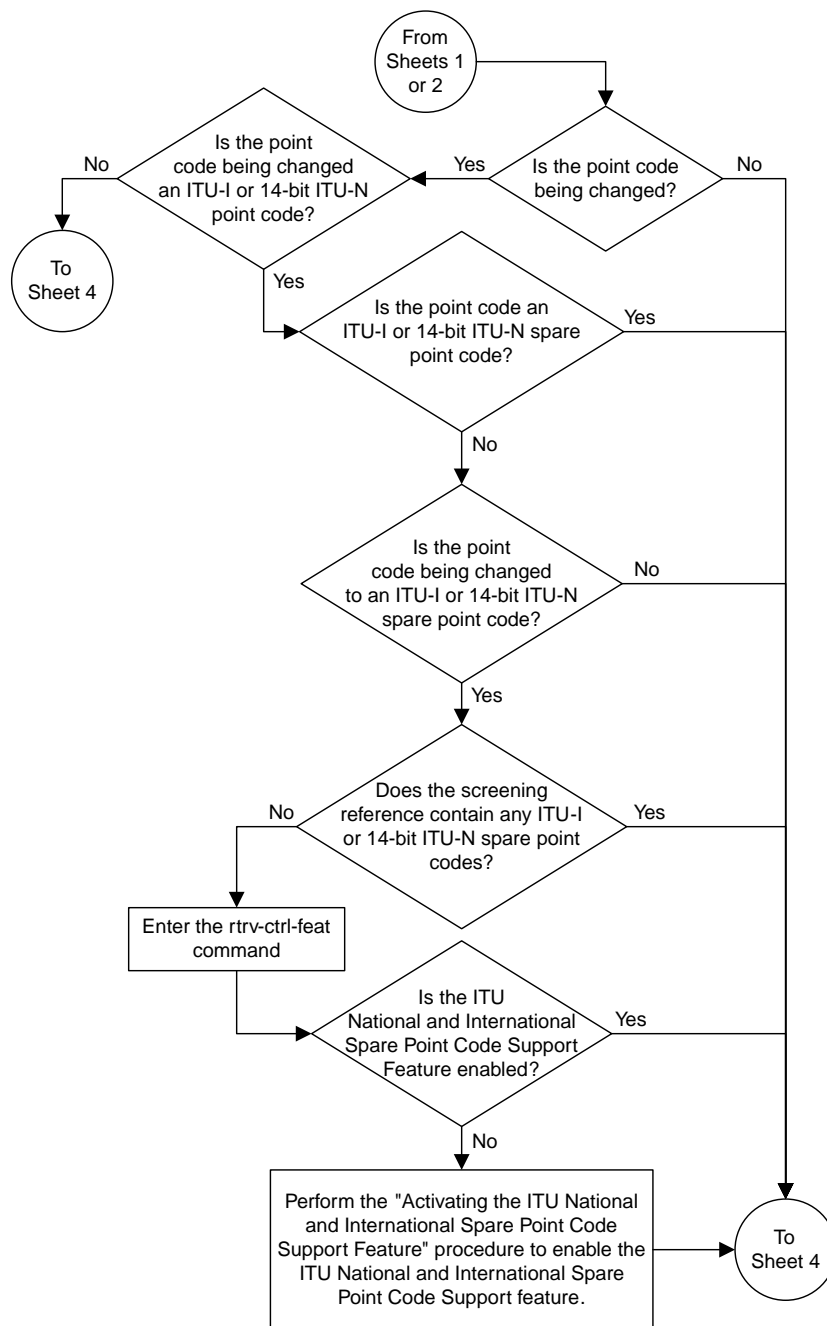 From
Sheets 1
or 2
Is the point
code being changed
an ITU-I or 14-bit ITU-N
point code?
No
Yes
Is the point code
being changed?
No
To
Sheet 4
Yes
Is the point code an
ITU-I or 14-bit ITU-N spare
point code?
Yes
No
Is the point
code being changed
to an ITU-I or 14-bit ITU-N
spare point code?
No
Yes
Does the screening
reference contain any ITU-I
or 14-bit ITU-N spare point
codes?
No
Yes
Enter the rtrv-ctrl-feat
command
Is the ITU
National and International
Spare Point Code Support
Feature enabled?
Yes
No
Perform the "Activating the ITU National
and International Spare Point Code
Support Feature" procedure to enable the
ITU National and International Spare
Point Code Support feature.
To
Sheet 4